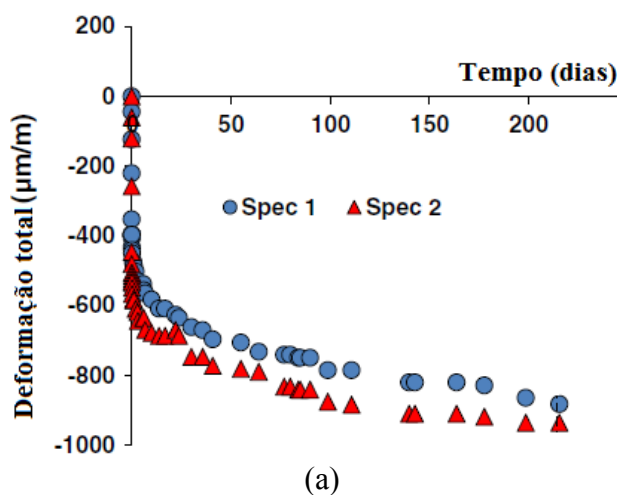 200
Tempo (dias)
0
50
100
150
200
-200
Spec 1
Spec 2
-400
-600
-800
-1000
Deformação total (µm/m)
(a)